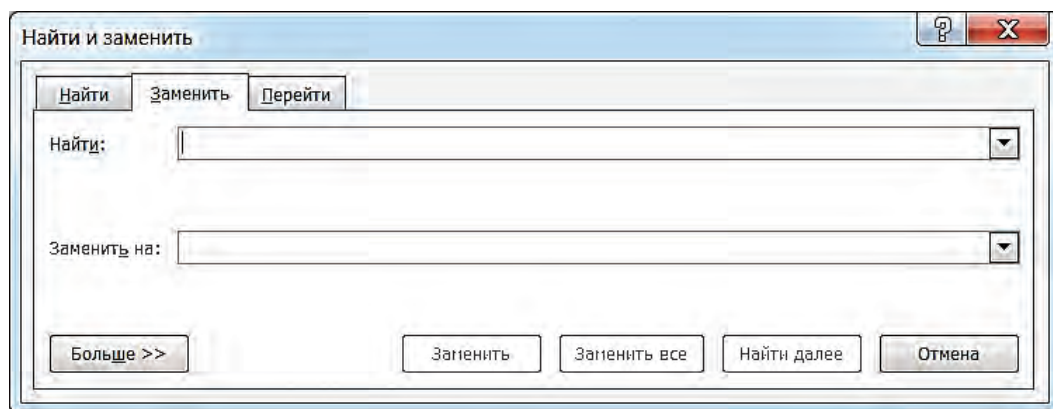 Найти и заменить
Найти Заменить Перейти
Найти:
Заменить на:
Больше >> Заменить Заменить все Найти далее Отмена